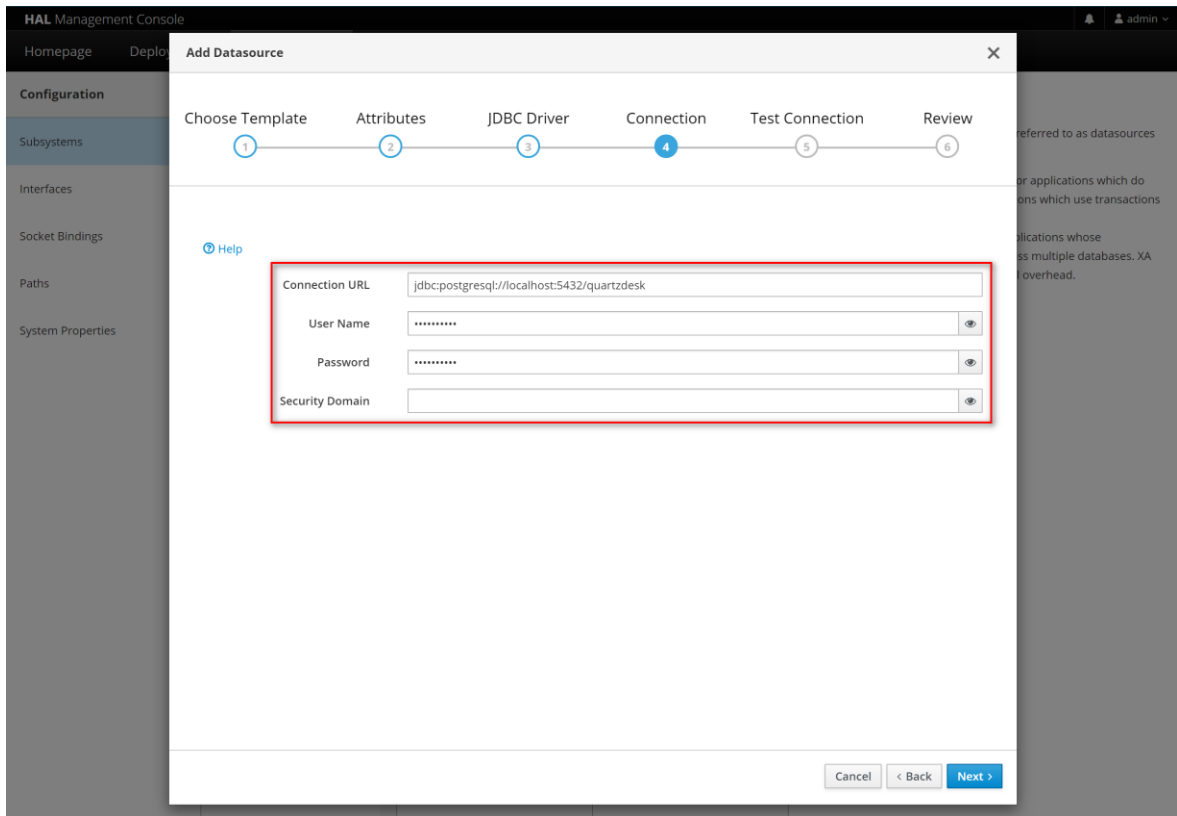 HAL Management Console
admin
Homepage
Deploy
Add Datasource
Configuration
Subsystems
Interfaces
Socket Bindings
Paths
System Properties
Choose Template
Attributes
JDBC Driver
Connection
Test Connection
Review
1
2
3
4
5
6
referred to as datasources
or applications which do
ons which use transactions
plications whose
ss multiple databases. XA
l overhead.
Help
Connection URL
jdbc:postgresql://localhost:5432/quartzdesk
User Name
••••••••••
Password
••••••••••
Security Domain
Cancel
< Back
Next >